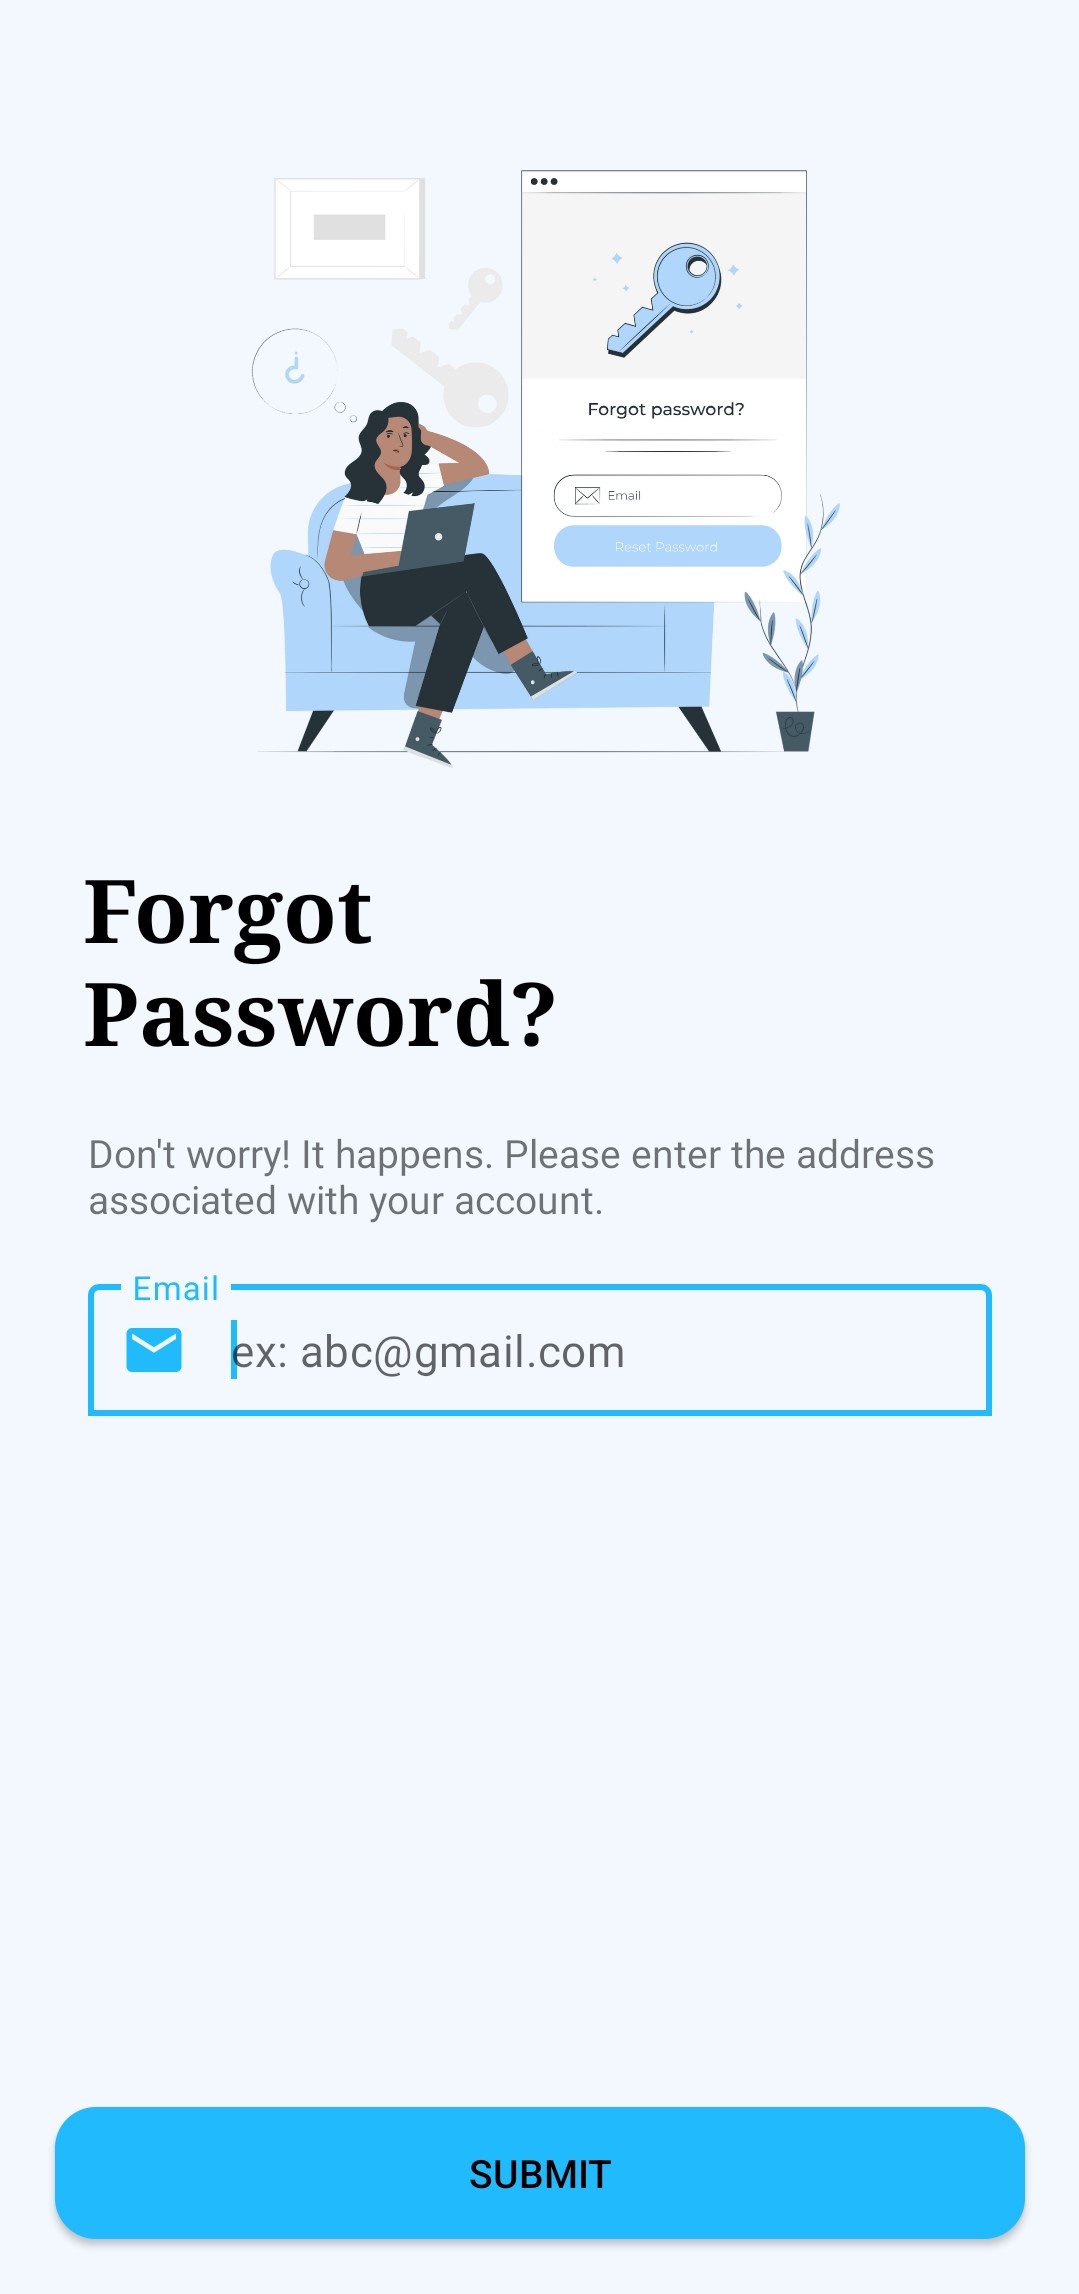 Forgot password?
Email
Reset Password
Forgot
Password?
Don't worry! It happens. Please enter the address
associated with your account.
Email
ex: abc@gmail.com
SUBMIT